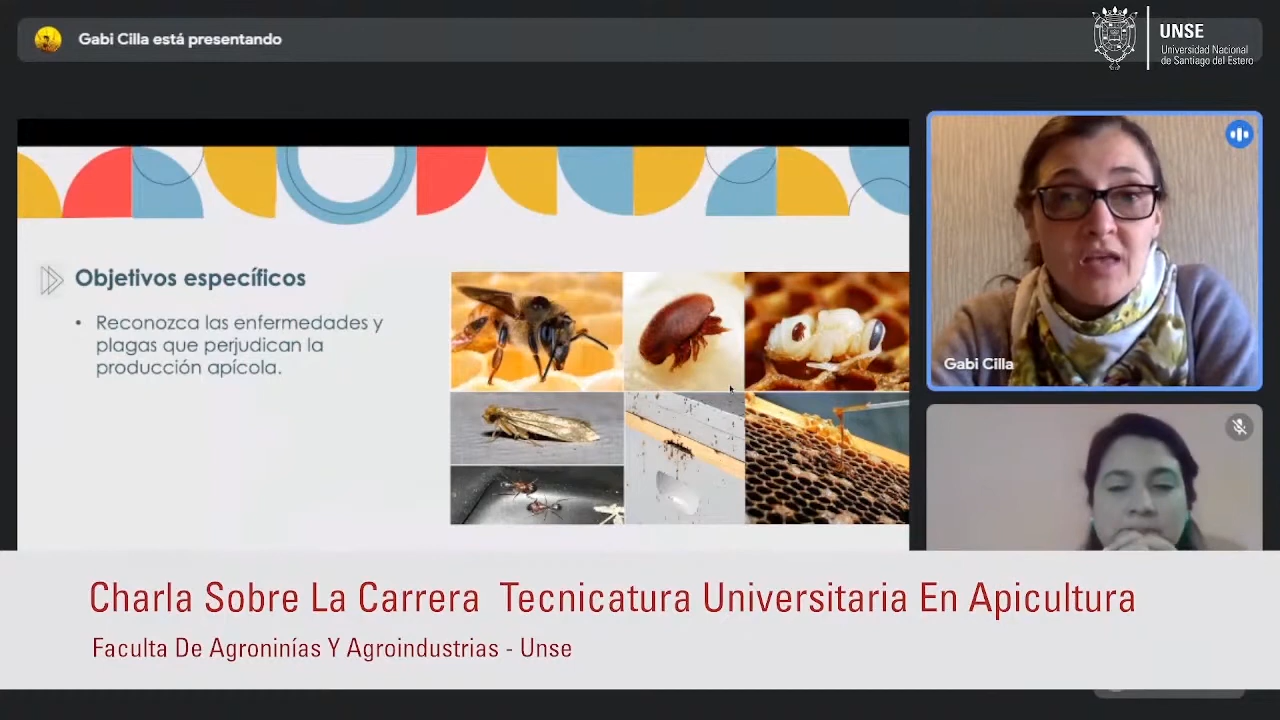 Gabi Cilla está presentando
UNSE
Universidad Nacional
de Santiago del Estero
Objetivos específicos
• Reconozca las enfermedades y
plagas que perjudican la
producción apícola.
Gabi Cilla
Charla Sobre La Carrera Tecnicatura Universitaria En Apicultura
Faculta De Agroninías Y Agroindustrias - Unse